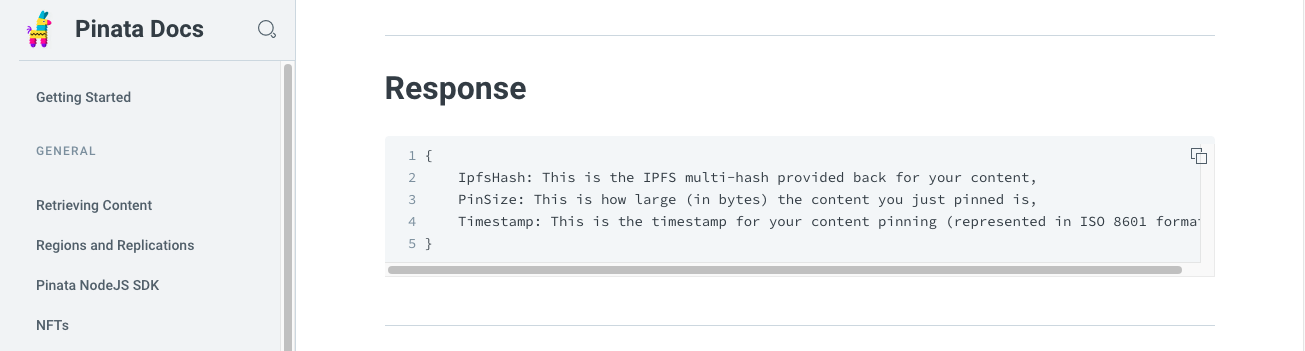 Pinata Docs
Getting Started
GENERAL
Retrieving Content
Regions and Replications
Pinata NodeJS SDK
NFTs
Response
1 {
2     IpfsHash: This is the IPFS multi-hash provided back for your content,
3     PinSize: This is how large (in bytes) the content you just pinned is,
4     Timestamp: This is the timestamp for your content pinning (represented in ISO 8601 format
5 }